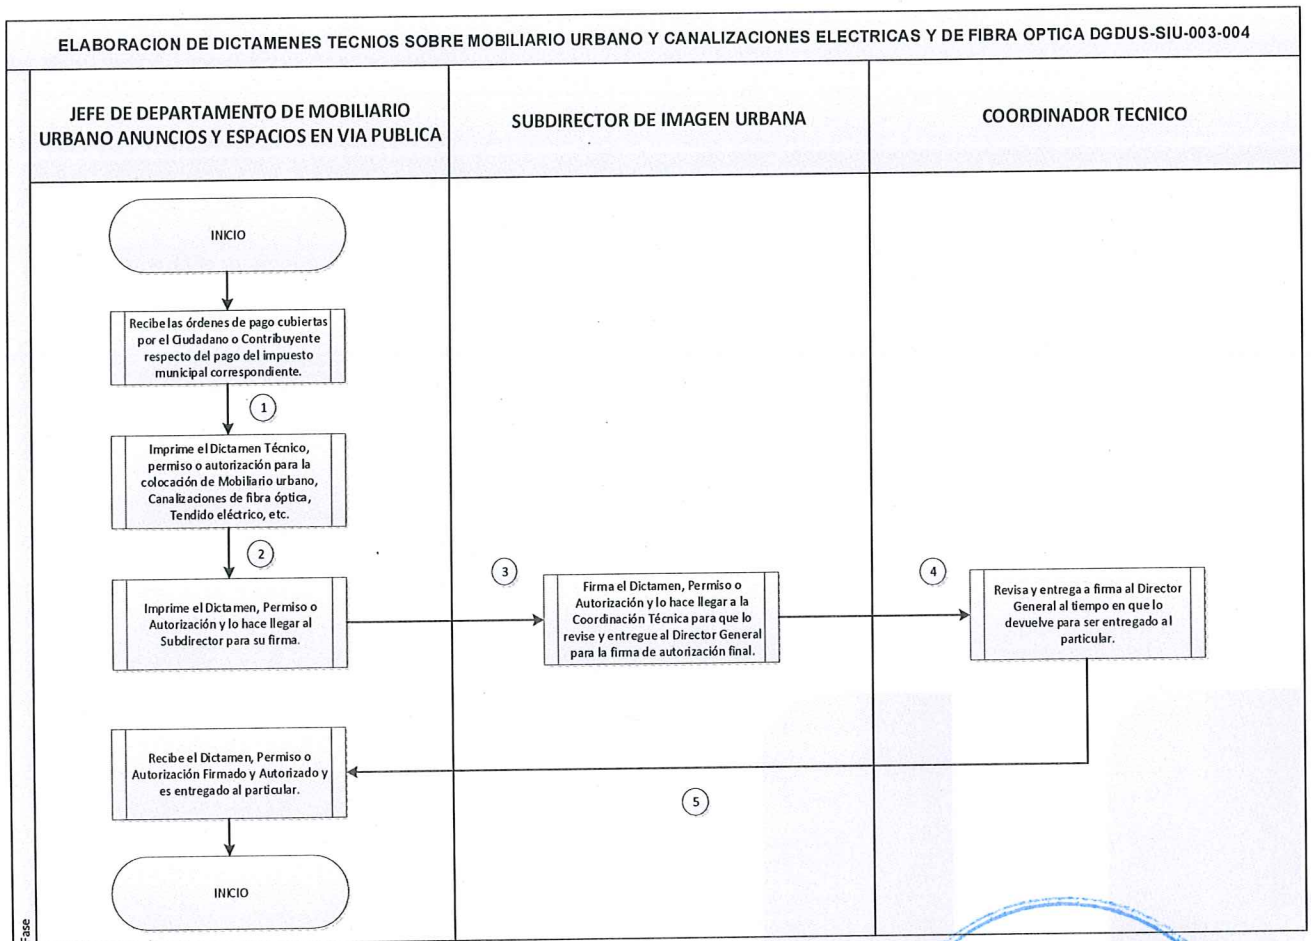 ELABORACION DE DICTAMENES TECNIOS SOBRE MOBILIARIO URBANO Y CANALIZACIONES ELECTRICAS Y DE FIBRA OPTICA DGDUS-SIU-003-004
JEFE DE DEPARTAMENTO DE MOBILIARIO
URBANO ANUNCIOS Y ESPACIOS EN VIA PUBLICA
SUBDIRECTOR DE IMAGEN URBANA
COORDINADOR TECNICO
INICIO
Recibe las órdenes de pago cubiertas
por el Ciudadano o Contribuyente
respecto del pago del impuesto
municipal correspondiente.
1
Imprime el Dictamen Técnico,
permiso o autorización para la
colocación de Mobiliario urbano,
Canalizaciones de fibra óptica,
Tendido eléctrico, etc.
2
Imprime el Dictamen, Permiso o
Autorización y lo hace llegar al
Subdirector para su firma.
3
Firma el Dictamen, Permiso o
Autorización y lo hace llegar a la
Coordinación Técnica para que lo
revise y entregue al Director General
para la firma de autorización final.
4
Revisa y entrega a firma al Director
General al tiempo en que lo
devuelve para ser entregado al
particular.
Recibe el Dictamen, Permiso o
Autorización Firmado y Autorizado y
es entregado al particular.
5
INICIO
Fase